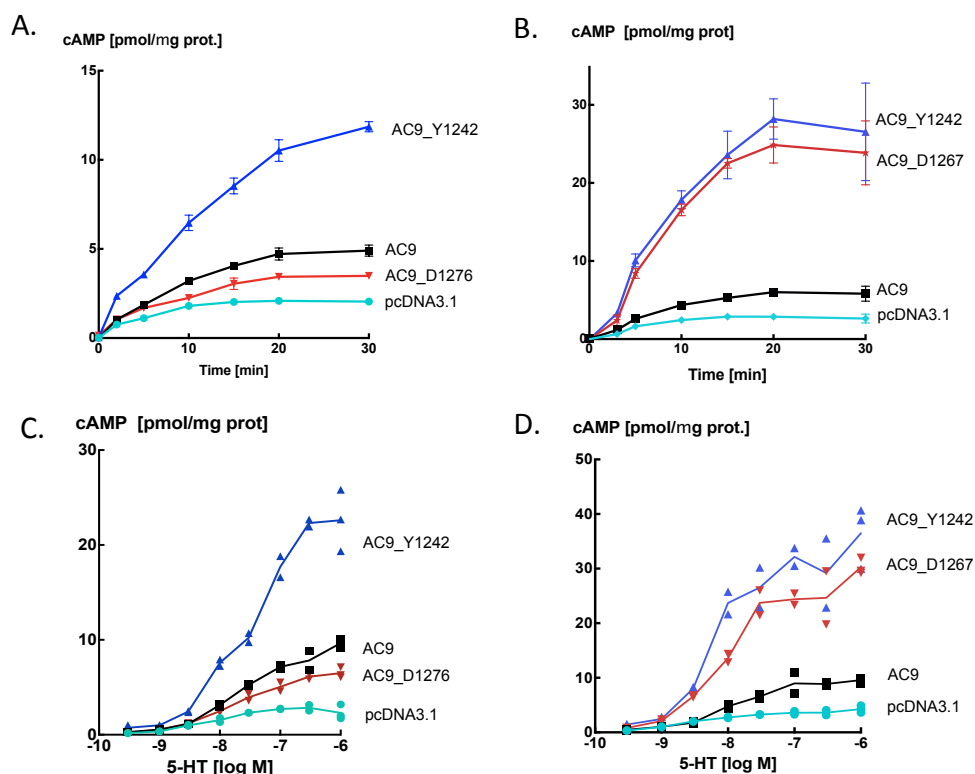 A.
cAMP [pmol/mg prot.]
15
10
5
0
0
10
20
30
Time [min]
AC9_Y1242
AC9
AC9_D1276
pcDNA3.1
B.
cAMP [pmol/mg prot]
30
20
10
0
0
10
20
30
Time [min]
AC9_Y1242
AC9_D1267
AC9
pcDNA3.1
C.
cAMP [pmol/mg prot]
30
20
10
0
-10
-9
-8
-7
-6
5-HT [log M]
AC9_Y1242
AC9
AC9_D1276
pcDNA3.1
D.
cAMP [pmol/mg prot.]
50
40
30
20
10
0
-10
-9
-8
-7
-6
5-HT [log M]
AC9_Y1242
AC9_D1267
AC9
pcDNA3.1